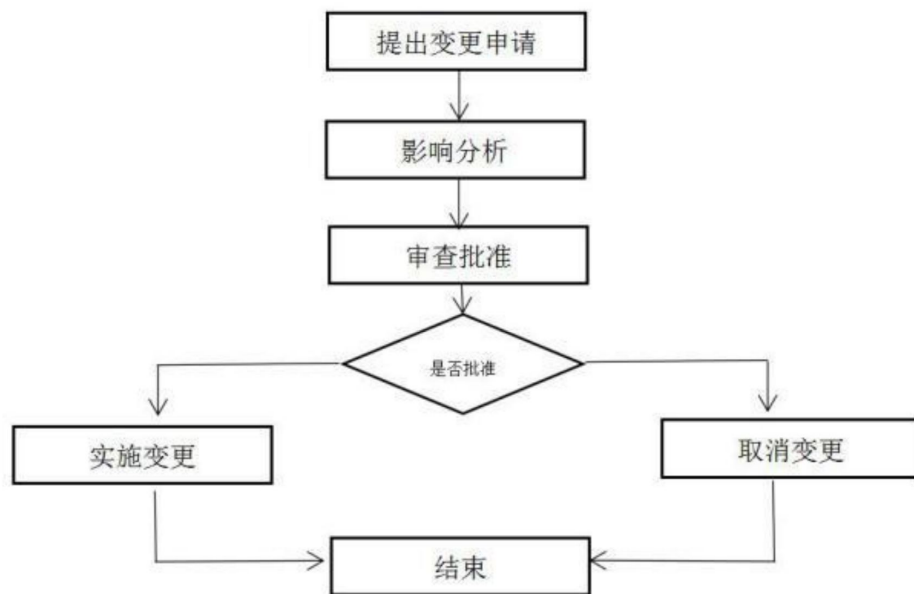 提出变更申请
影响分析
审查批准
是否批准
实施变更
取消变更
结束